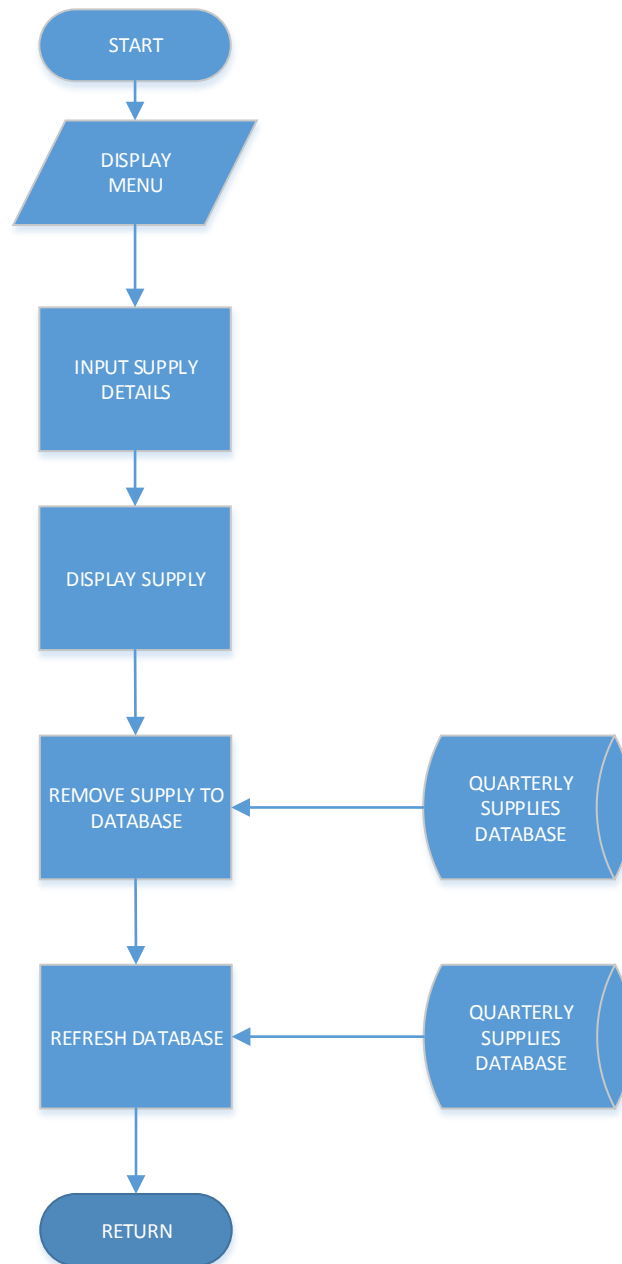 START
DISPLAY
MENU
INPUT SUPPLY
DETAILS
DISPLAY SUPPLY
REMOVE SUPPLY TO
DATABASE
QUARTERLY
SUPPLIES
DATABASE
REFRESH DATABASE
QUARTERLY
SUPPLIES
DATABASE
RETURN